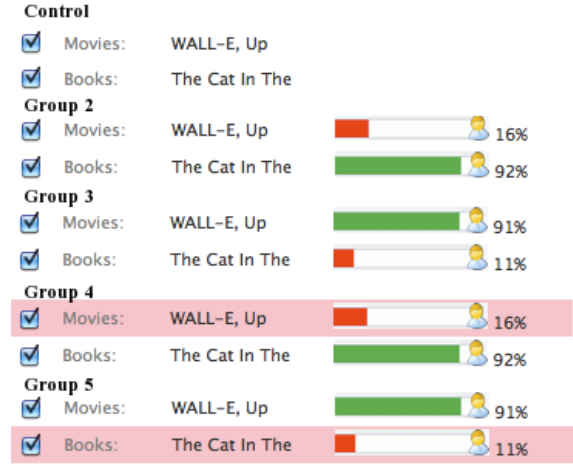 Control
Movies: WALL-E, Up
Books: The Cat In The
Group 2
Movies: WALL-E, Up 16%
Books: The Cat In The 92%
Group 3
Movies: WALL-E, Up 91%
Books: The Cat In The 11%
Group 4
Movies: WALL-E, Up 16%
Books: The Cat In The 92%
Group 5
Movies: WALL-E, Up 91%
Books: The Cat In The 11%